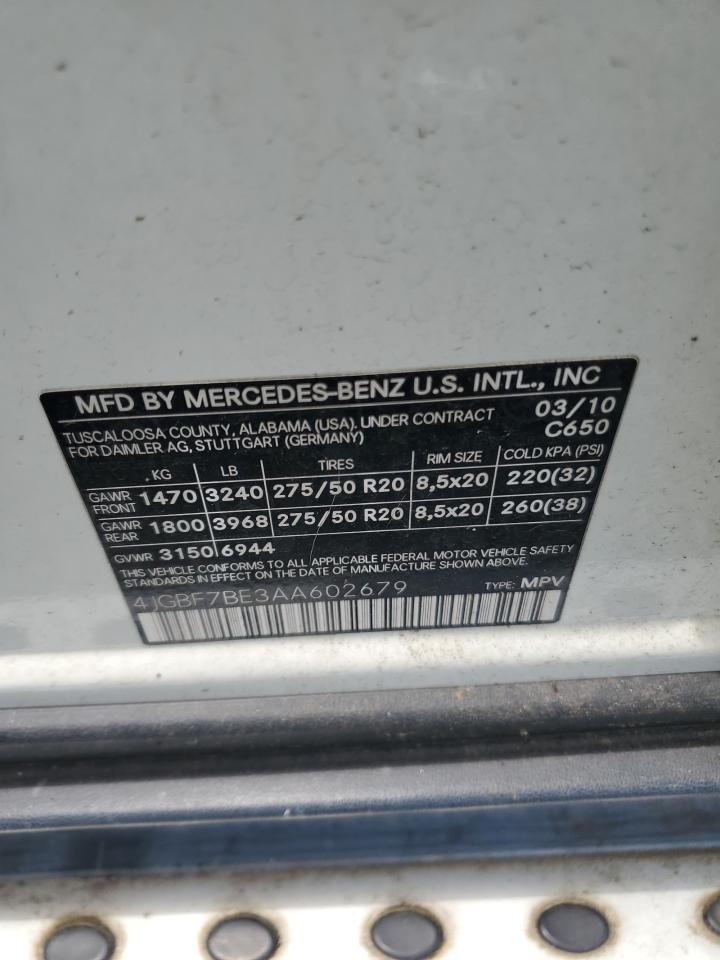 MFD BY MERCEDES-BENZ U.S. INTL., INC
TUSCALOOSA COUNTY, ALABAMA (USA). UNDER CONTRACT 03/10
FOR DAIMLER AG, STUTTGART (GERMANY) C650
KG LB TIRES RIM SIZE COLD KPA (PSI)
GAWR FRONT 1470 3240 275/50 R20 8,5x20 220(32)
GAWR REAR 1800 3968 275/50 R20 8,5x20 260(38)
GVWR 3150 6944
THIS VEHICLE CONFORMS TO ALL APPLICABLE FEDERAL MOTOR VEHICLE SAFETY
STANDARDS IN EFFECT ON THE DATE OF MANUFACTURE SHOWN ABOVE.
4JGBF7BE3AA602679 TYPE: MPV